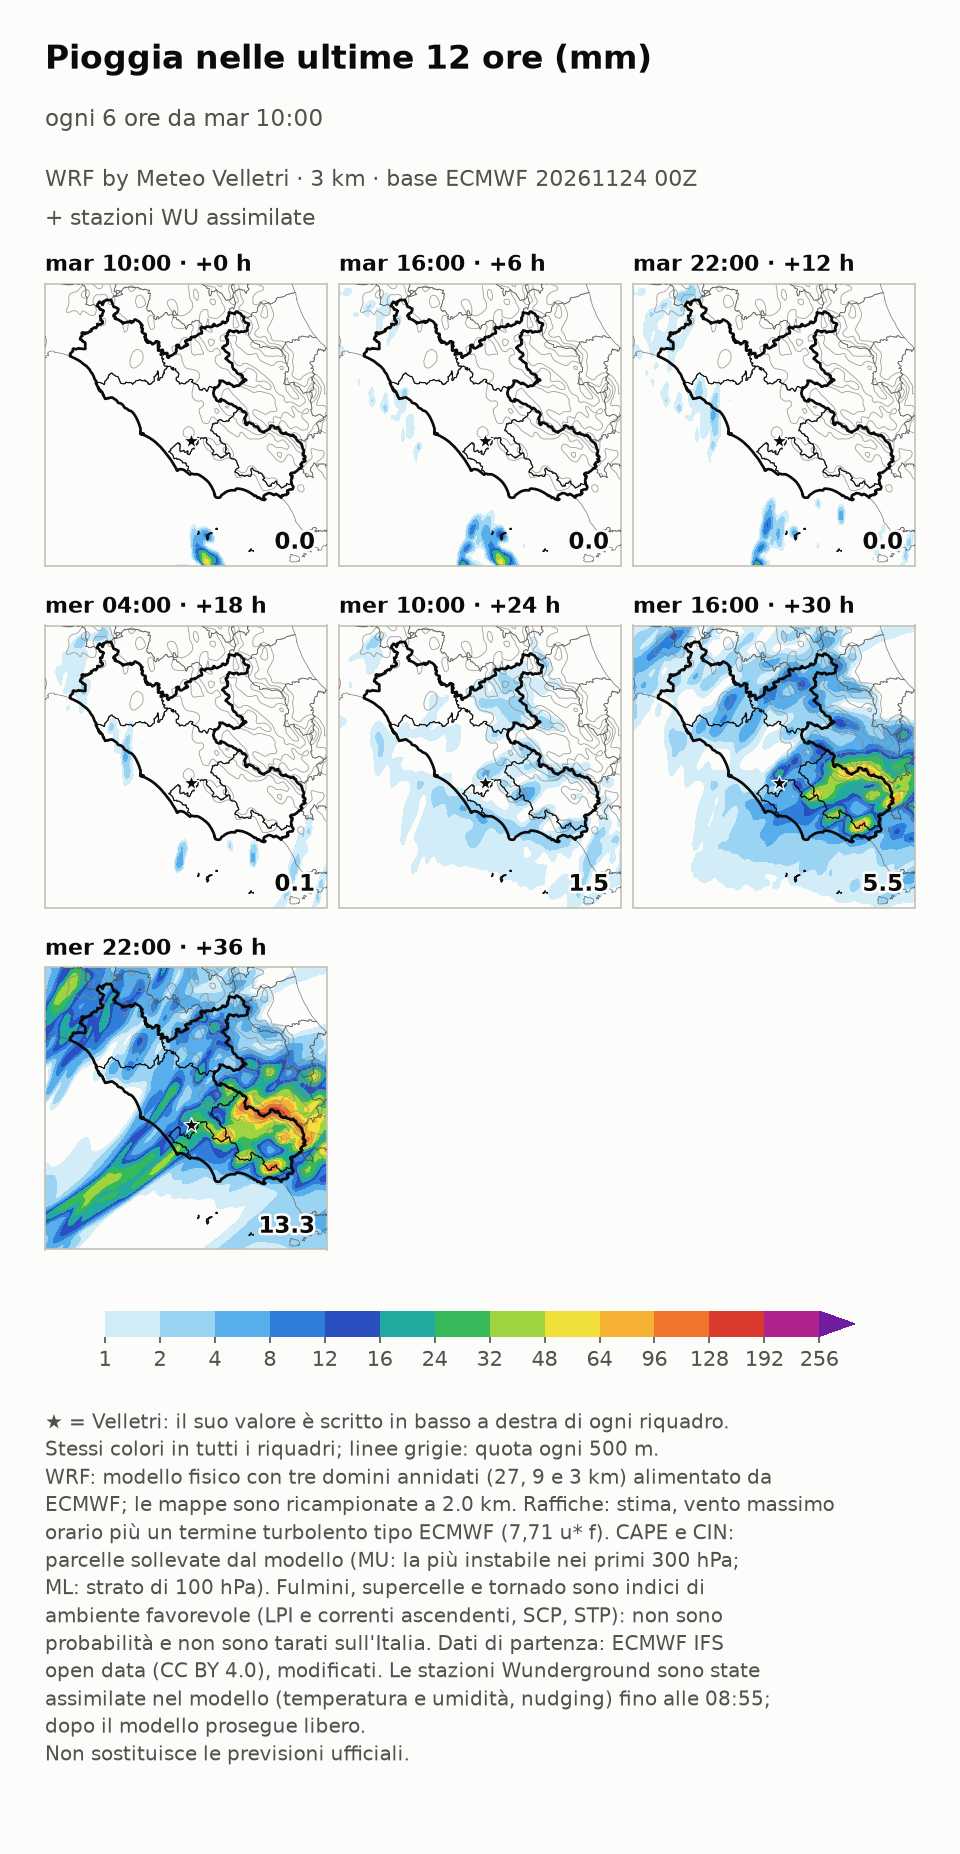 Pioggia nelle ultime 12 ore (mm)
ogni 6 ore da mar 10:00
WRF by Meteo Velletri · 3 km · base ECMWF 20261124 00Z
+ stazioni WU assimilate
mar 10:00 · +0 h
mar 16:00 · +6 h
mar 22:00 · +12 h
0.0
0.0
0.0
mer 04:00 · +18 h
mer 10:00 · +24 h
mer 16:00 · +30 h
0.1
1.5
5.5
mer 22:00 · +36 h
13.3
1 2 4 8 12 16 24 32 48 64 96 128 192 256
★ = Velletri: il suo valore è scritto in basso a destra di ogni riquadro.
Stessi colori in tutti i riquadri; linee grigie: quota ogni 500 m.
WRF: modello fisico con tre domini annidati (27, 9 e 3 km) alimentato da
ECMWF; le mappe sono ricampionate a 2.0 km. Raffiche: stima, vento massimo
orario più un termine turbolento tipo ECMWF (7,71 u* f). CAPE e CIN:
parcelle sollevate dal modello (MU: la più instabile nei primi 300 hPa;
ML: strato di 100 hPa). Fulmini, supercelle e tornado sono indici di
ambiente favorevole (LPI e correnti ascendenti, SCP, STP): non sono
probabilità e non sono tarati sull'Italia. Dati di partenza: ECMWF IFS
open data (CC BY 4.0), modificati. Le stazioni Wunderground sono state
assimilate nel modello (temperatura e umidità, nudging) fino alle 08:55;
dopo il modello prosegue libero.
Non sostituisce le previsioni ufficiali.